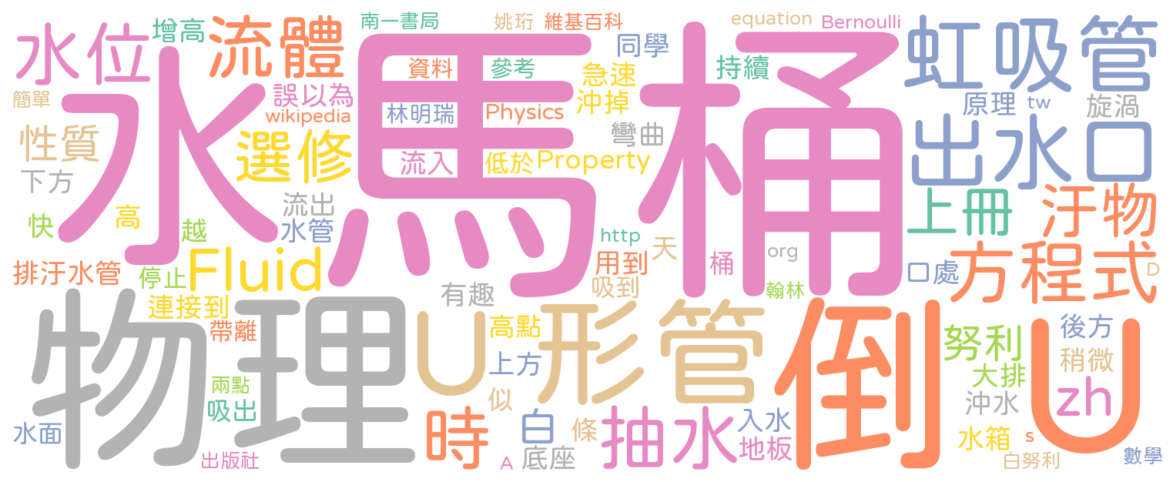 水位
增高
流體
南一書局
姚珩
維基百科
equation
Bernoulli
虹吸管
水
馬桶
同學
簡單
誤以為
wikipedia
資料
參考
急速
沖掉
持續
原理
tw
旋渦
林明瑞
Physics
彎曲
性質
選修
流入
低於
Property
出水口
下方
流出
水管
快
高
越
上冊
汙物
http
天
org
排汙水管
停止
Fluid
用到
桶
口處
方程式
D
有趣
吸到
翰林
連接到
物理
帶離
U
形管
高點
倒
U
努利
後方
上方
稍微
兩點
吸出
似
大排
沖水
zh
水面
時
白
條
抽水
入水
地板
水箱
s
出版社
A
底座
白努利
數學